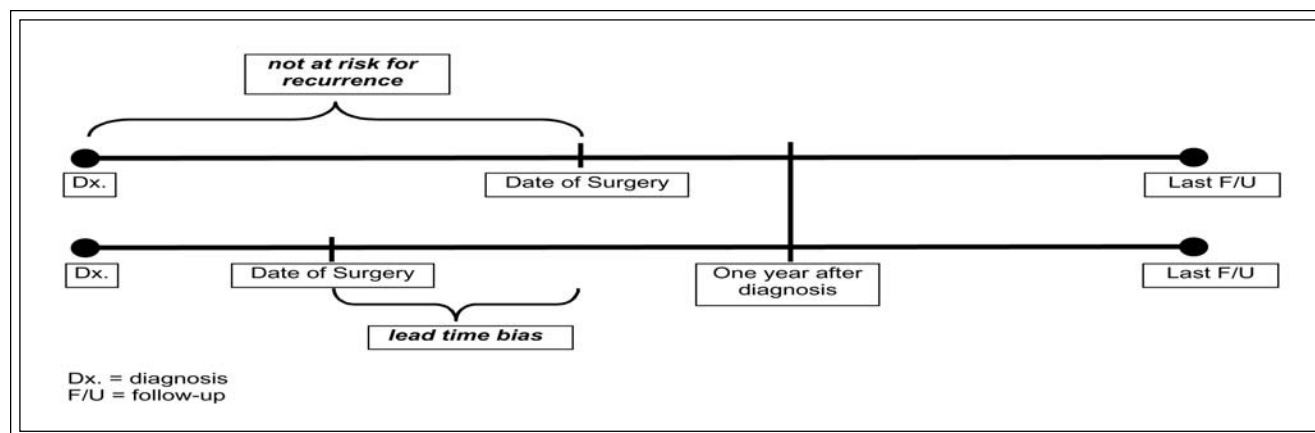 not at risk for
recurrence
Dx.
Date of Surgery
Last F/U
Dx.
Date of Surgery
One year after
diagnosis
Last F/U
lead time bias
Dx. = diagnosis
F/U = follow-up